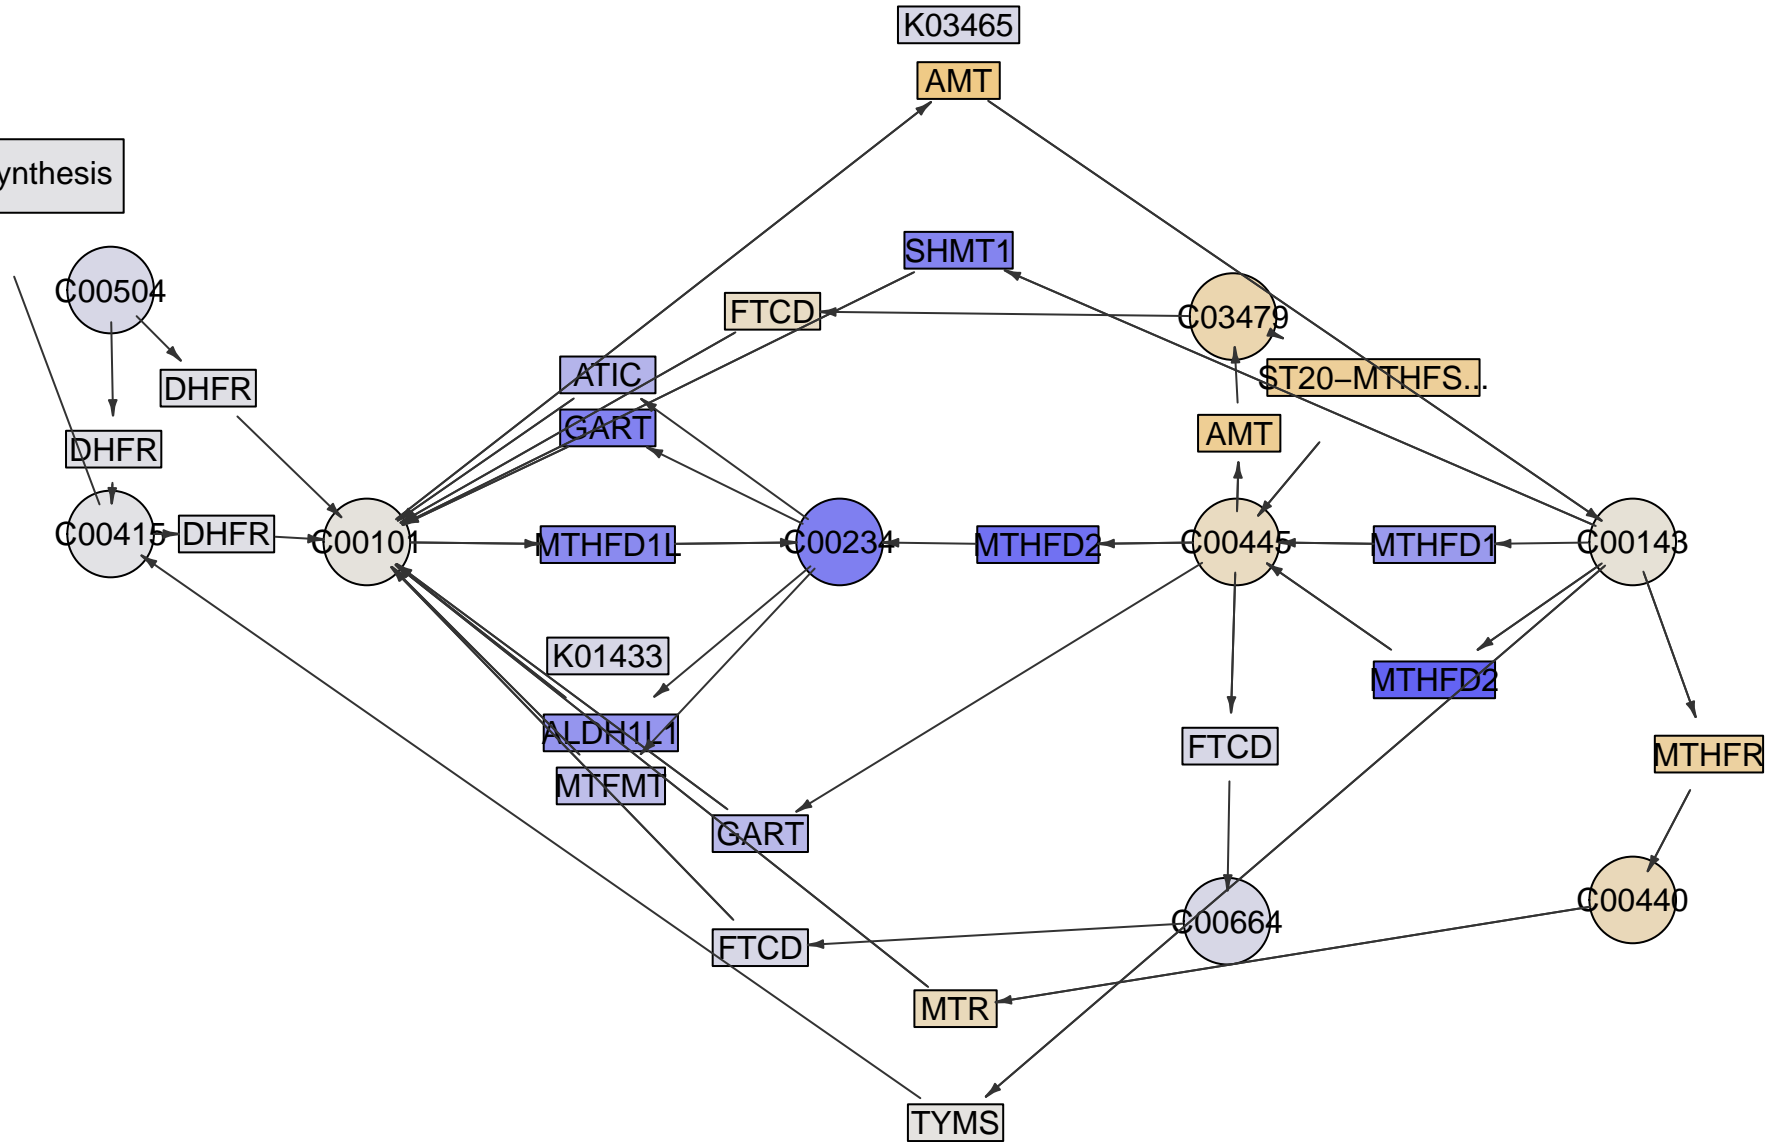 K03465
AMT
ynthesis
SHMT1
C00504
FTCD
C03479
ATIC
DHFR
ST20−MTHFS...
GART
AMT
DHFR
C00415
DHFR
C00101
MTHFD1L
C00234
MTHFD2
C00445
MTHFD1
C00143
K01433
MTHFD2
ALDH1L1
FTCD
MTHFR
MTFMT
GART
C00440
C00664
FTCD
MTR
TYMS